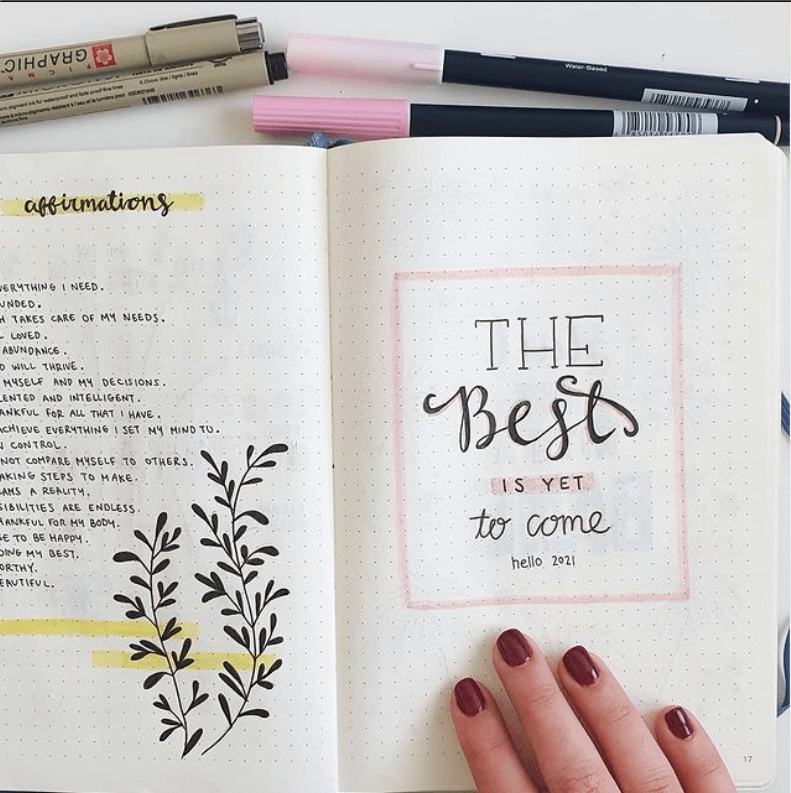 GRAPHIC
Water-Based
affirmations
EVERYTHING I NEED.
UNDED.
H TAKES CARE OF MY NEEDS.
LOVED.
ABUNDANCE.
D WILL THRIVE.
MYSELF AND MY DECISIONS.
LENTED AND INTELLIGENT.
ANKFUL FOR ALL THAT I HAVE.
ACHIEVE EVERYTHING I SET MY MIND TO.
N CONTROL.
NOT COMPARE MYSELF TO OTHERS.
AKING STEPS TO MAKE.
AMS A REALITY.
SIBILITIES ARE ENDLESS.
HANKFUL FOR MY BODY.
SE TO BE HAPPY.
OING MY BEST.
ORTHY.
EAUTIFUL.
THE
Best
IS YET
to come
hello 2021
17